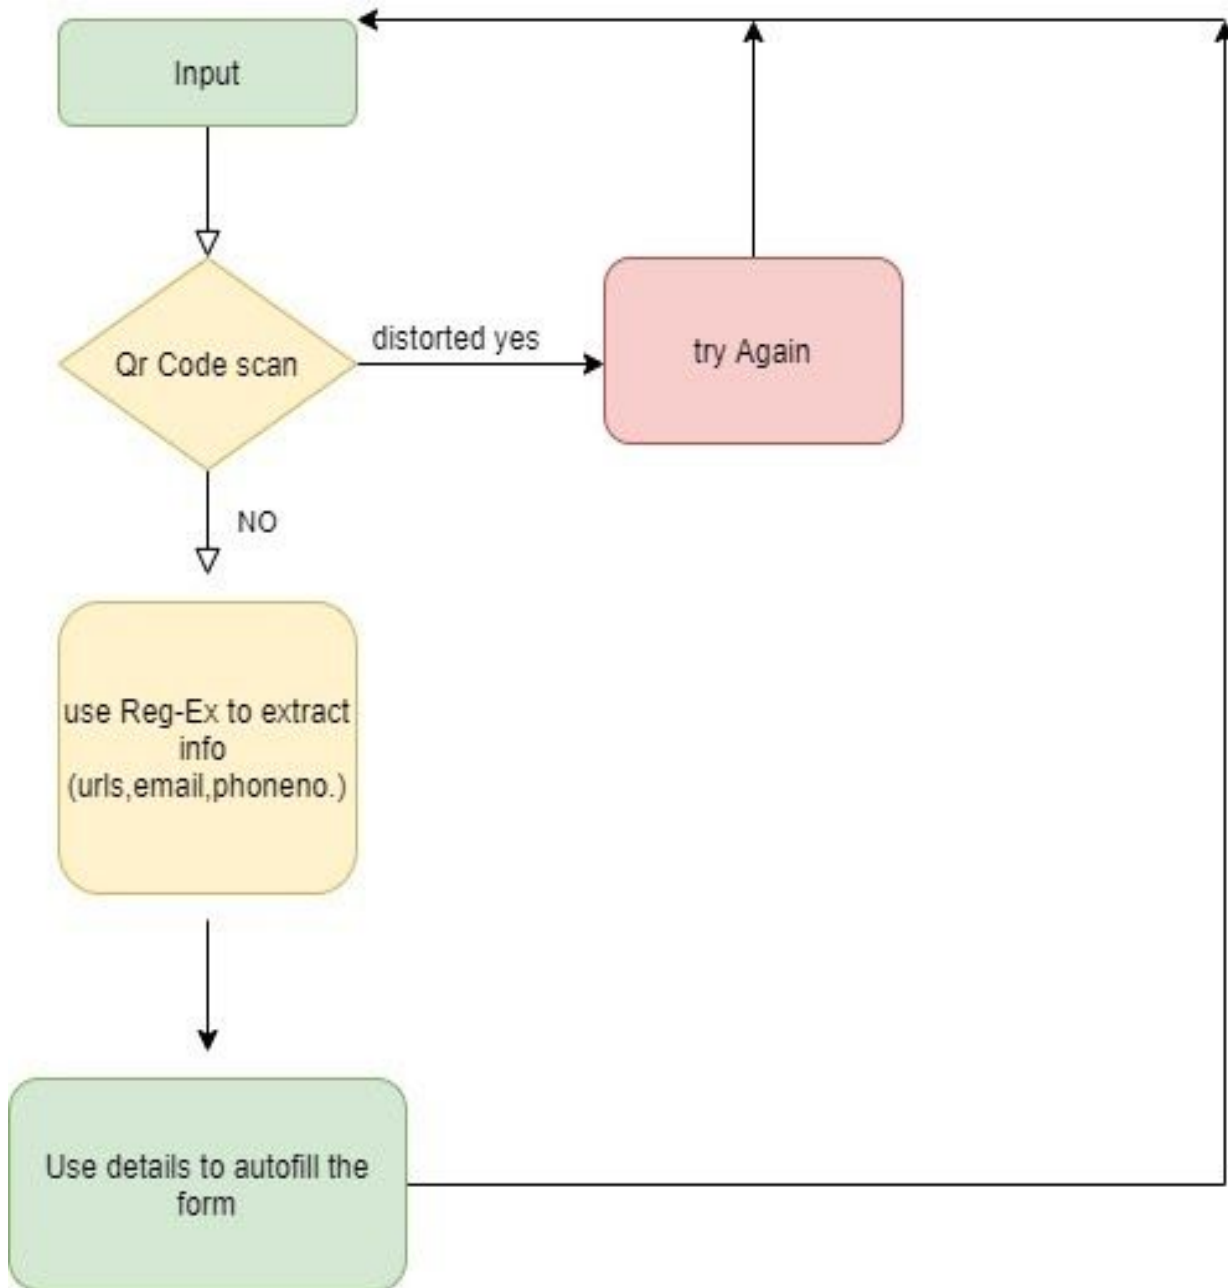 Input
Qr Code scan
distorted yes
try Again
NO
use Reg-Ex to extract
info
(urls,email,phoneno.)
Use details to autofill the
form